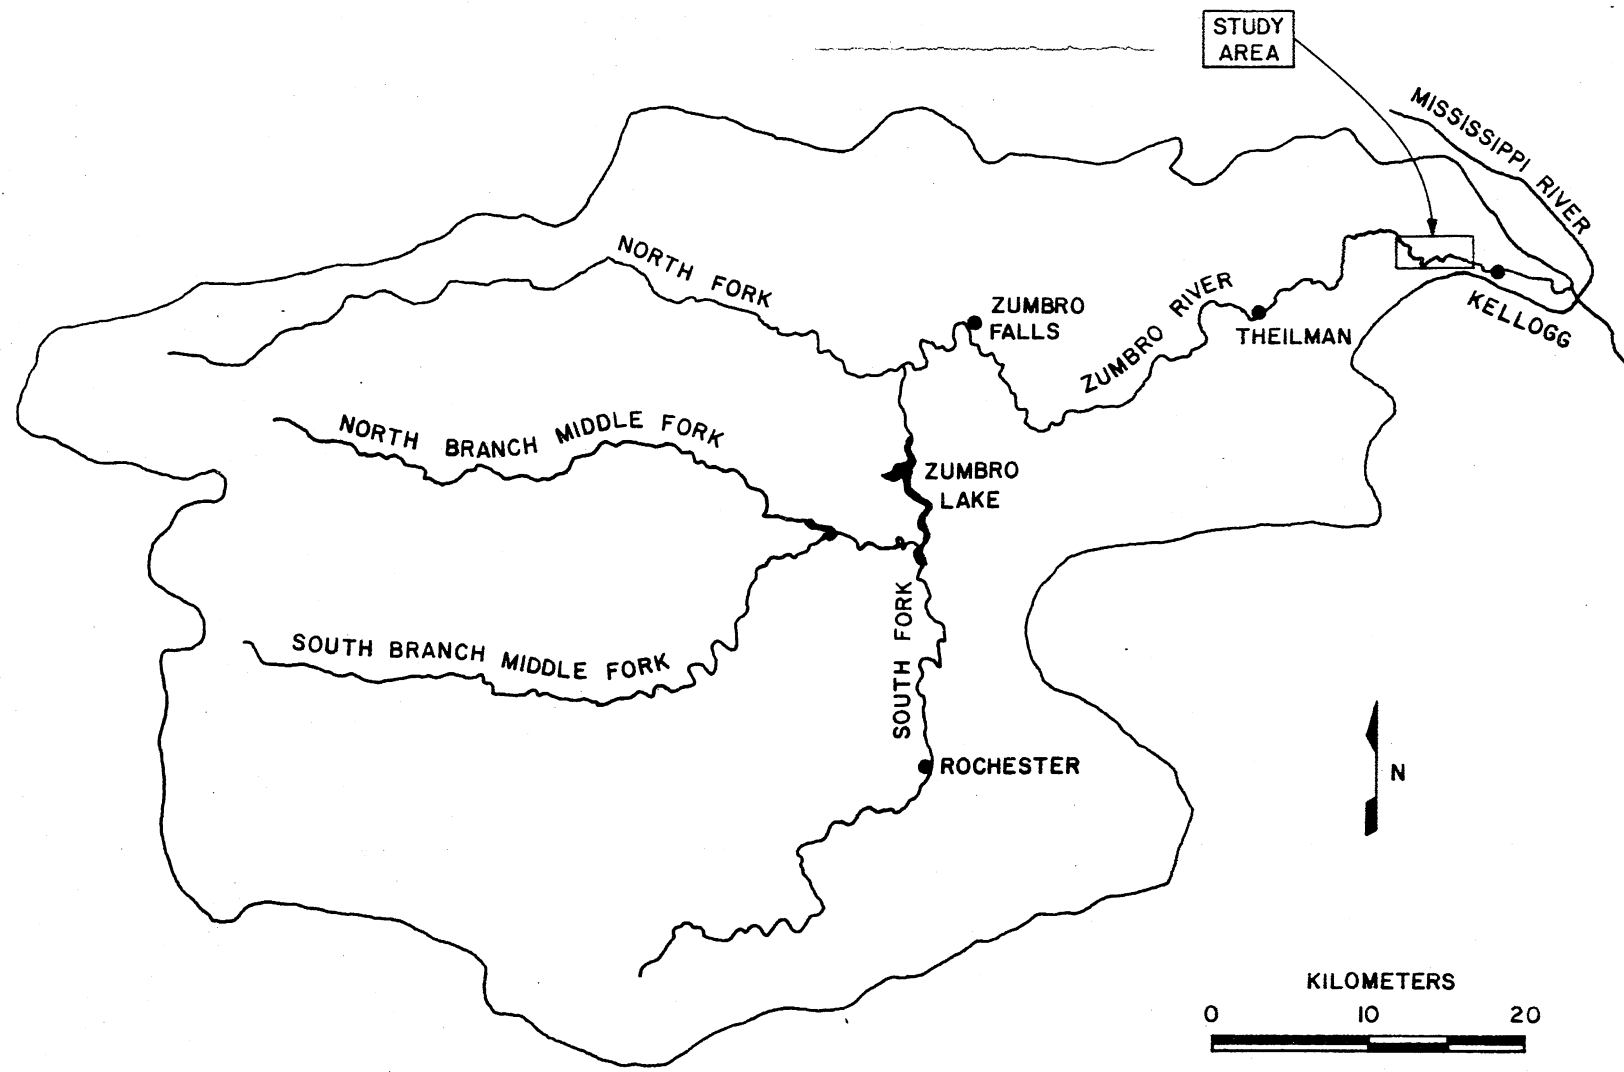 STUDY
AREA
MISSISSIPPI RIVER
NORTH FORK
ZUMBRO
FALLS
ZUMBRO RIVER
THEILMAN
KELLOGG
NORTH BRANCH MIDDLE FORK
ZUMBRO
LAKE
SOUTH FORK
SOUTH BRANCH MIDDLE FORK
ROCHESTER
N
KILOMETERS
0 10 20